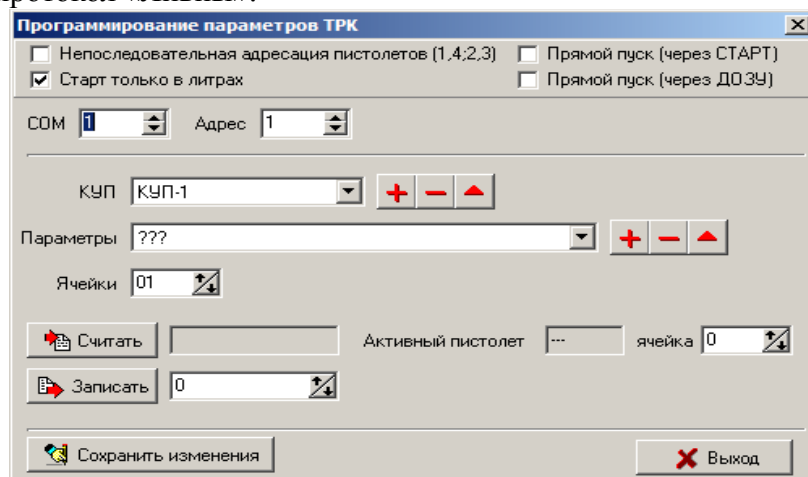 Программирование параметров ТРК
Непоследовательная адресация пистолетов (1,4;2,3) Прямой пуск (через СТАРТ)
Старт только в литрах Прямой пуск (через ДОЗУ)
COM 1 Адрес 1
КУП КУП-1
Параметры ???
Ячейки 01
Считать Активный пистолет --- ячейка 0
Записать 0
Сохранить изменения Выход